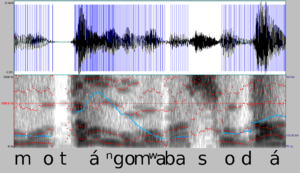 m o t á ⁿgomʷaba s o d á